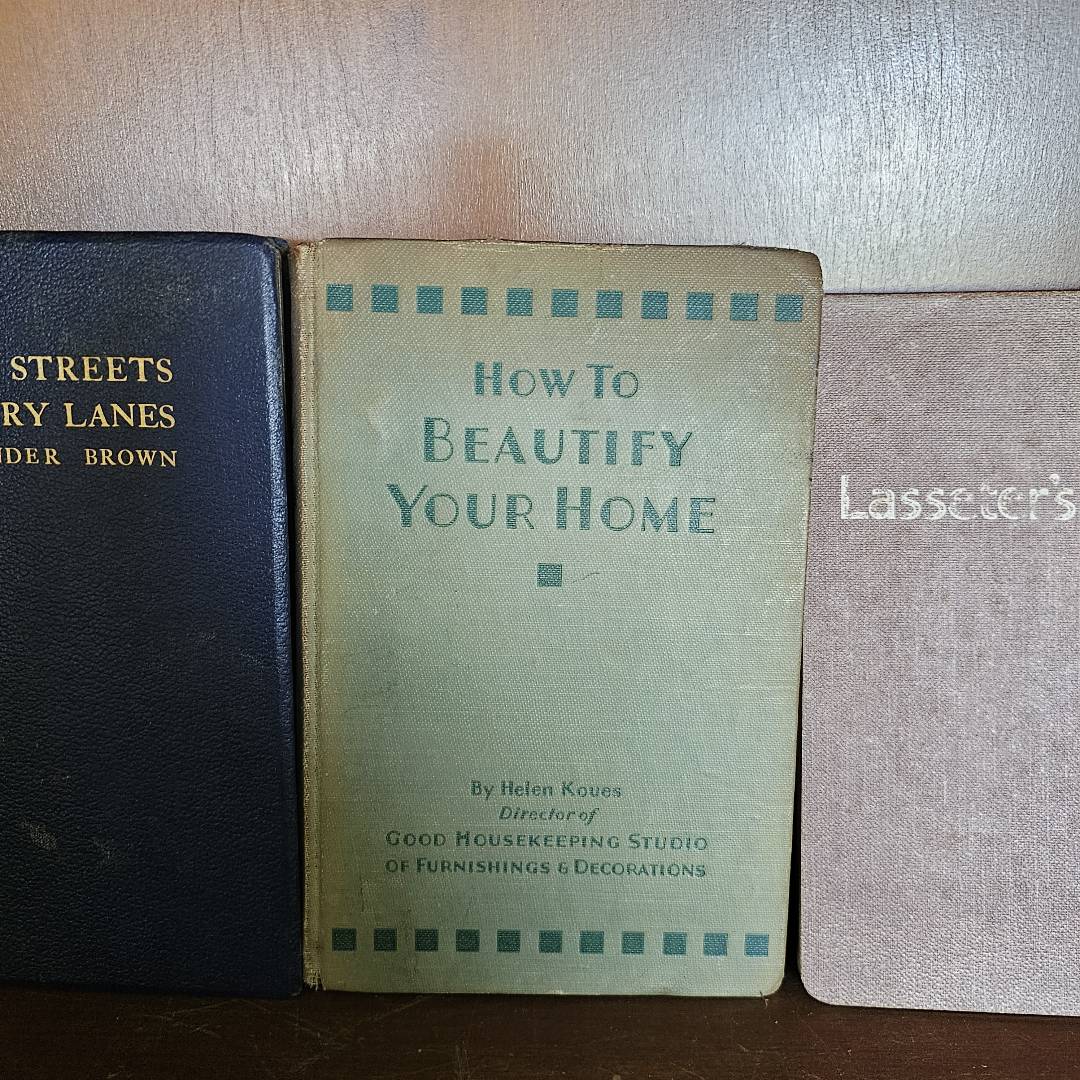 STREETS
RY LANES
NDER BROWN
How To
Beautify
Your Home
By Helen Koues
Director of
Good Housekeeping Studio
of Furnishings & Decorations
Lasseter's